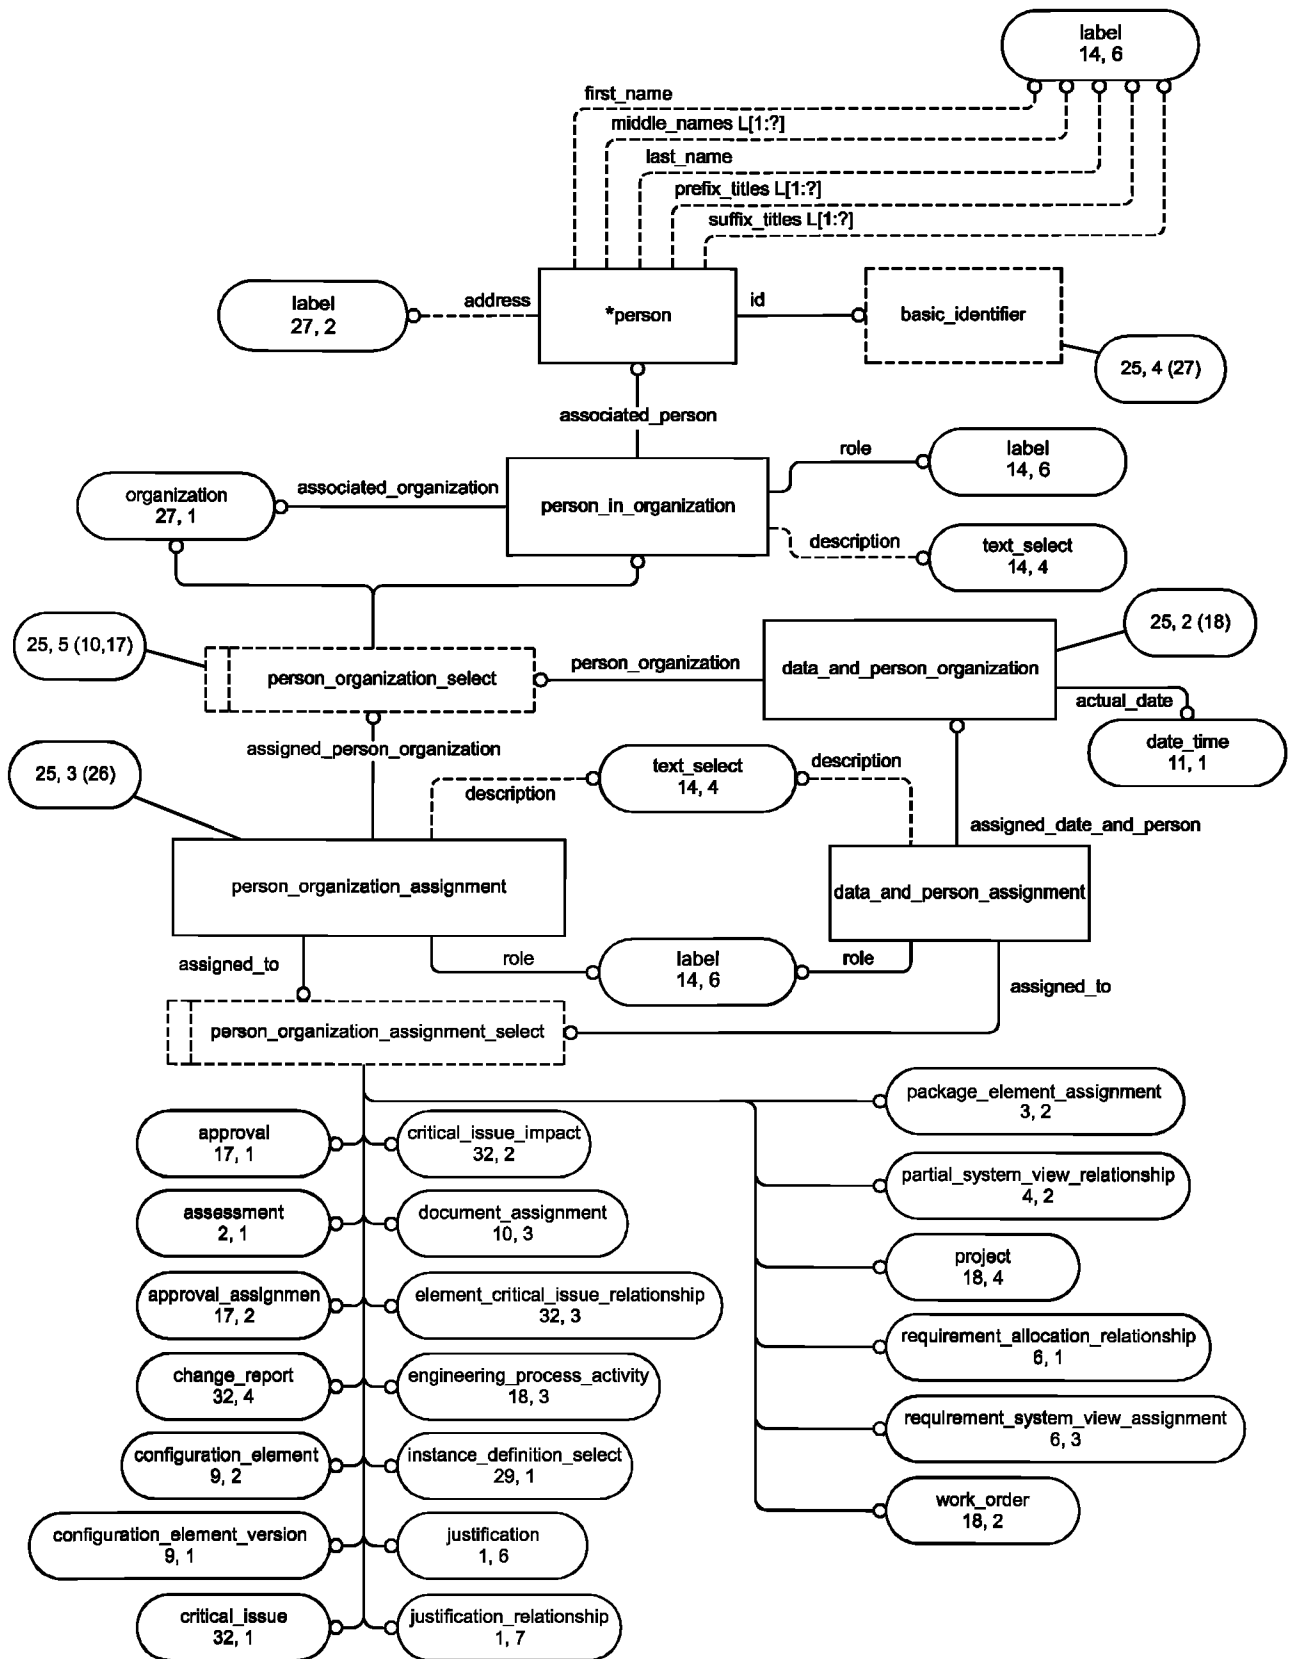 label
14, 6
first_name
middle_names L[1:?]
last_name
prefix_titles L[1:?]
suffix_titles L[1:?]
label
27, 2
address
*person
id
basic_identifier
25, 4 (27)
associated_person
organization
27, 1
associated_organization
person_in_organization
role
label
14, 6
description
text_select
14, 4
25, 5 (10,17)
person_organization_select
person_organization
data_and_person_organization
25, 2 (18)
actual_date
date_time
11, 1
25, 3 (26)
assigned_person_organization
description
text_select
14, 4
description
assigned_date_and_person
person_organization_assignment
data_and_person_assignment
assigned_to
role
label
14, 6
role
assigned_to
person_organization_assignment_select
approval
17, 1
critical_issue_impact
32, 2
package_element_assignment
3, 2
assessment
2, 1
document_assignment
10, 3
partial_system_view_relationship
4, 2
approval_assignmen
17, 2
element_critical_issue_relationship
32, 3
project
18, 4
change_report
32, 4
engineering_process_activity
18, 3
requirement_allocation_relationship
6, 1
configuration_element
9, 2
instance_definition_select
29, 1
requirement_system_view_assignment
6, 3
configuration_element_version
9, 1
justification
1, 6
work_order
18, 2
critical_issue
32, 1
justification_relationship
1, 7